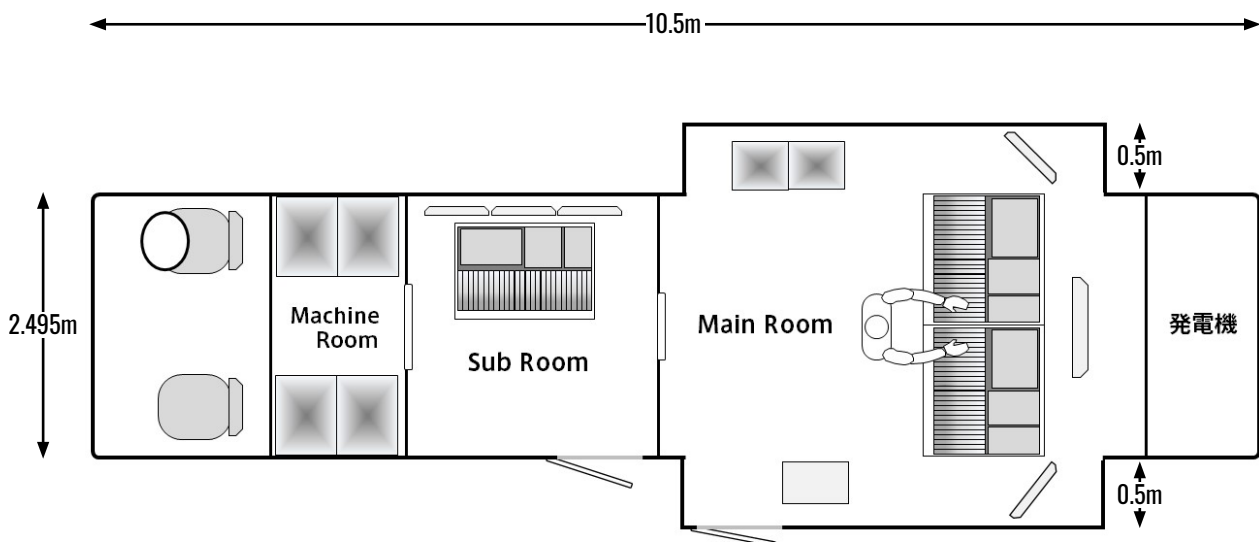 10.5m
0.5m
2.495m
Machine
Room
Sub Room
Main Room
発電機
0.5m